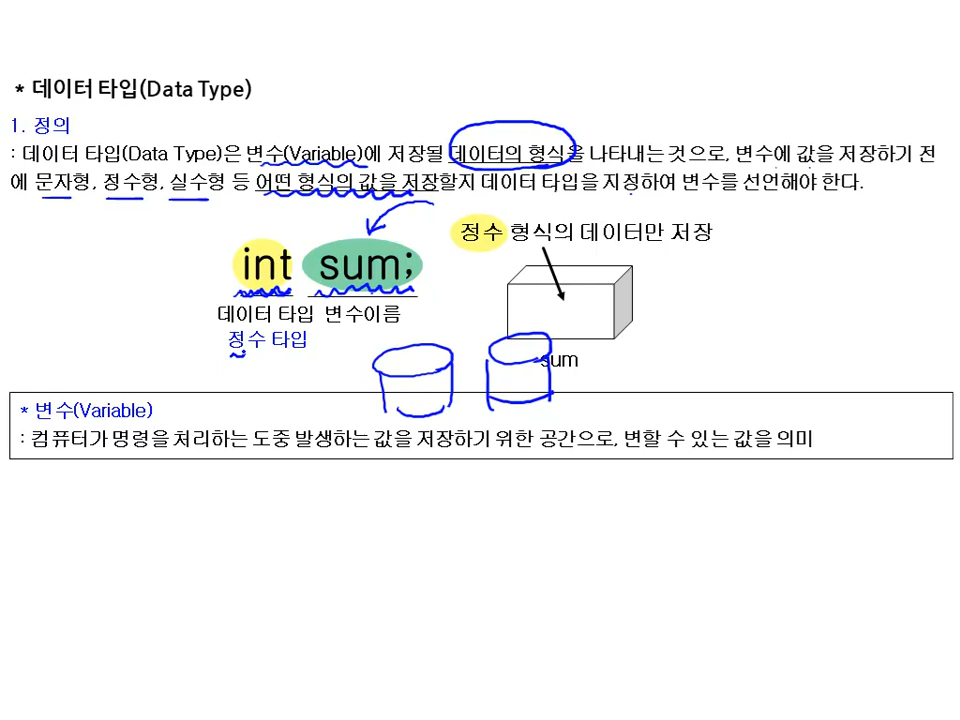 * 데이터 타입(Data Type)
1. 정의
: 데이터 타입(Data Type)은 변수(Variable)에 저장될 데이터의 형식을 나타내는 것으로, 변수에 값을 저장하기 전
에 문자형, 정수형, 실수형 등 어떤 형식의 값을 저장할지 데이터 타입을 지정하여 변수를 선언해야 한다.
정수 형식의 데이터만 저장
int sum;
데이터 타입 변수이름
정수 타입
sum
* 변수(Variable)
: 컴퓨터가 명령을 처리하는 도중 발생하는 값을 저장하기 위한 공간으로, 변할 수 있는 값을 의미